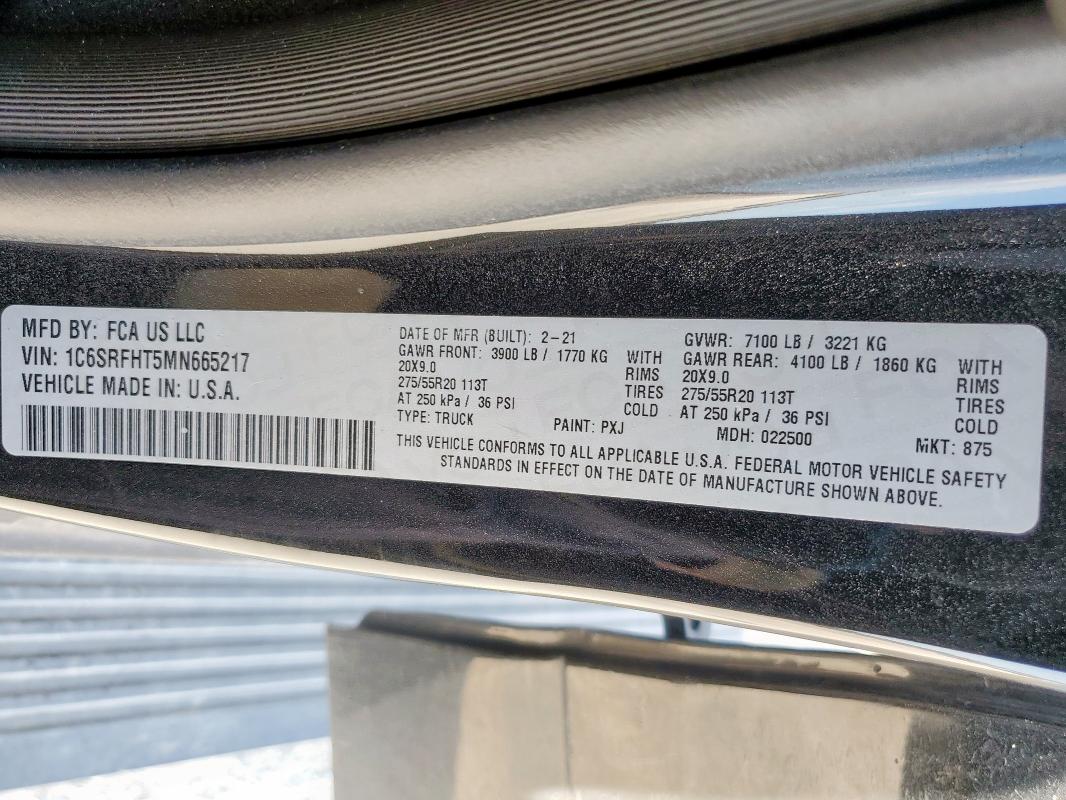 MFD BY: FCA US LLC
VIN: 1C6SRFHT5MN665217
VEHICLE MADE IN: U.S.A.
DATE OF MFR (BUILT): 2-21
GAWR FRONT: 3900 LB / 1770 KG WITH
20X9.0 RIMS
275/55R20 113T TIRES
AT 250 kPa / 36 PSI COLD
TYPE: TRUCK PAINT: PXJ
GVWR: 7100 LB / 3221 KG
GAWR REAR: 4100 LB / 1860 KG WITH
20X9.0 RIMS
275/55R20 113T TIRES
AT 250 kPa / 36 PSI COLD
MDH: 022500 MKT: 875
THIS VEHICLE CONFORMS TO ALL APPLICABLE U.S.A. FEDERAL MOTOR VEHICLE SAFETY
STANDARDS IN EFFECT ON THE DATE OF MANUFACTURE SHOWN ABOVE.